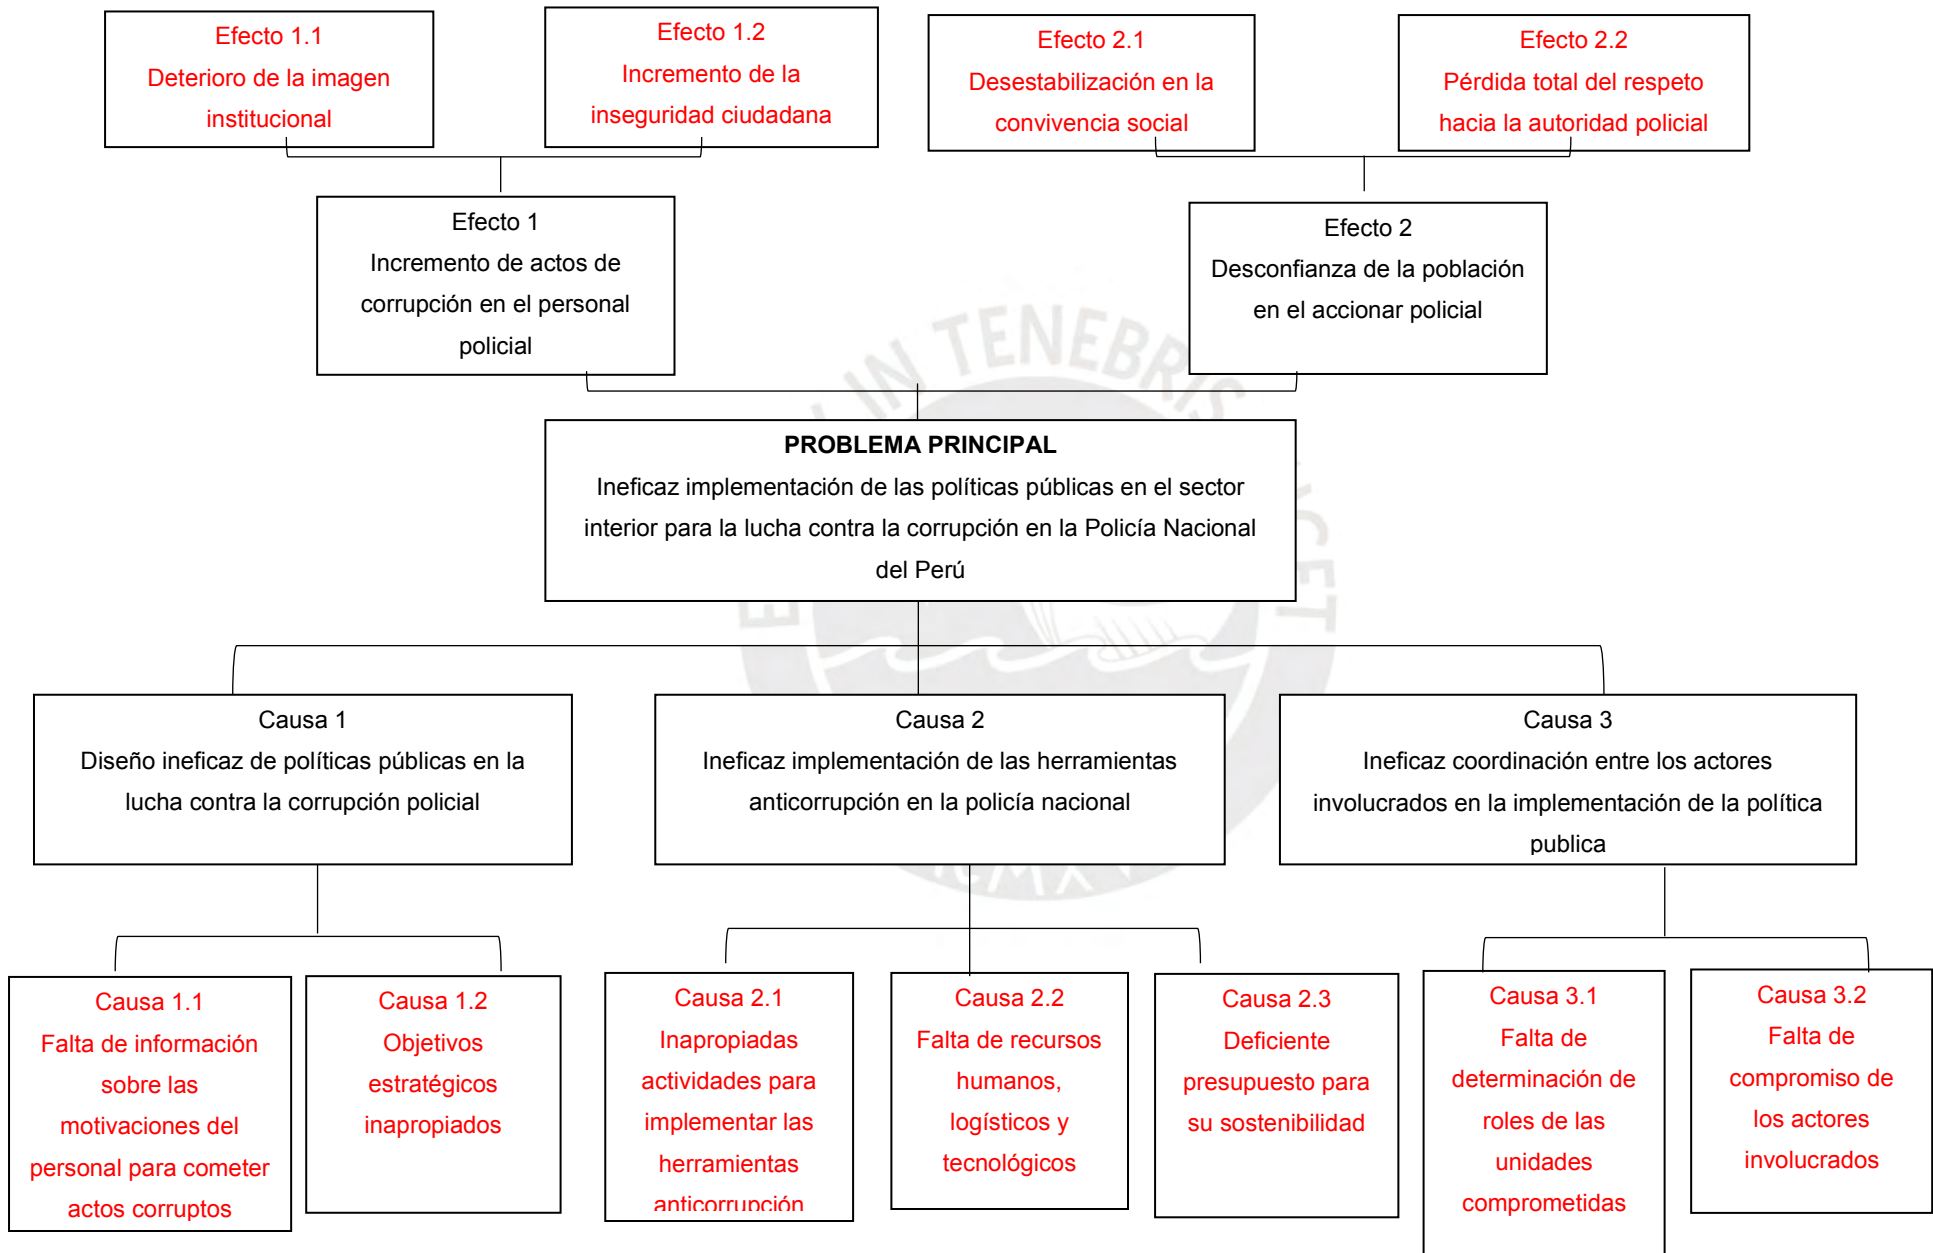 Efecto 1.1
Deterioro de la imagen
institucional
Efecto 1.2
Incremento de la
inseguridad ciudadana
Efecto 2.1
Desestabilización en la
convivencia social
Efecto 2.2
Pérdida total del respeto
hacia la autoridad policial
Efecto 1
Incremento de actos de
corrupción en el personal
policial
Efecto 2
Desconfianza de la población
en el accionar policial
IN TENEBRIS
PROBLEMA PRINCIPAL
Ineficaz implementación de las políticas públicas en el sector
interior para la lucha contra la corrupción en la Policía Nacional
del Perú
Causa 1
Diseño ineficaz de políticas públicas en la
lucha contra la corrupción policial
Causa 2
Ineficaz implementación de las herramientas
anticorrupción en la policía nacional
Causa 3
Ineficaz coordinación entre los actores
involucrados en la implementación de la política
publica
Causa 1.1
Falta de información
sobre las
motivaciones del
personal para cometer
actos corruptos
Causa 1.2
Objetivos
estratégicos
inapropiados
Causa 2.1
Inapropiadas
actividades para
implementar las
herramientas
anticorrupción
Causa 2.2
Falta de recursos
humanos,
logísticos y
tecnológicos
Causa 2.3
Deficiente
presupuesto para
su sostenibilidad
Causa 3.1
Falta de
determinación de
roles de las
unidades
comprometidas
Causa 3.2
Falta de
compromiso de
los actores
involucrados